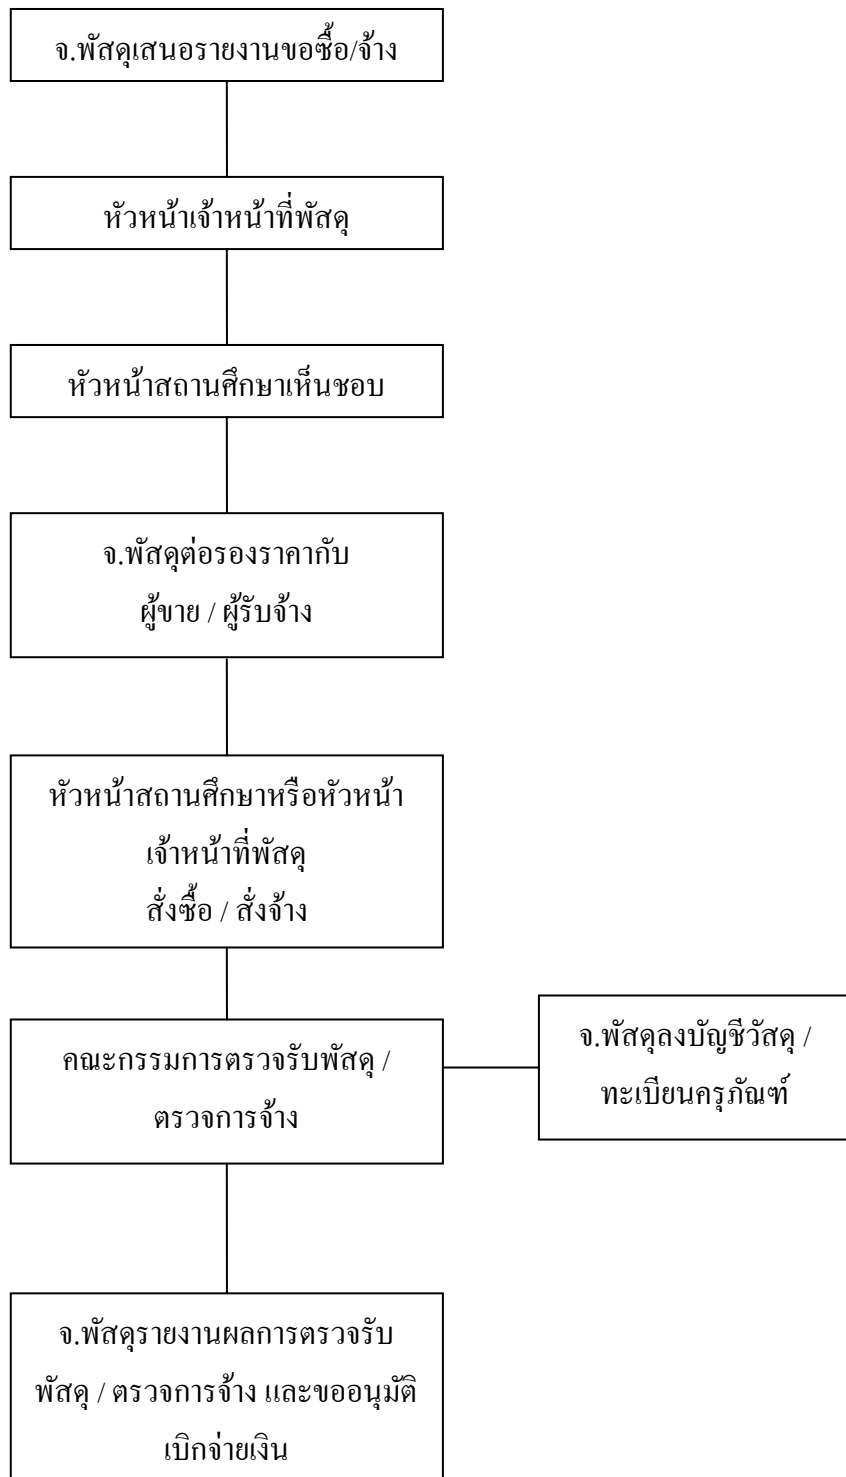 จ.พัสดุเสนอรายงานขอซื้อ/จ้าง
หัวหน้าเจ้าหน้าที่พัสดุ
หัวหน้าสถานศึกษาเห็นชอบ
จ.พัสดุต่อรองราคากับ
ผู้ขาย / ผู้รับจ้าง
หัวหน้าสถานศึกษาหรือหัวหน้า
เจ้าหน้าที่พัสดุ
สั่งซื้อ / สั่งจ้าง
คณะกรรมการตรวจรับพัสดุ /
ตรวจการจ้าง
จ.พัสดุลงบัญชีวัสดุ /
ทะเบียนครุภัณฑ์
จ.พัสดุรายงานผลการตรวจรับ
พัสดุ / ตรวจการจ้าง และขออนุมัติ
เบิกจ่ายเงิน